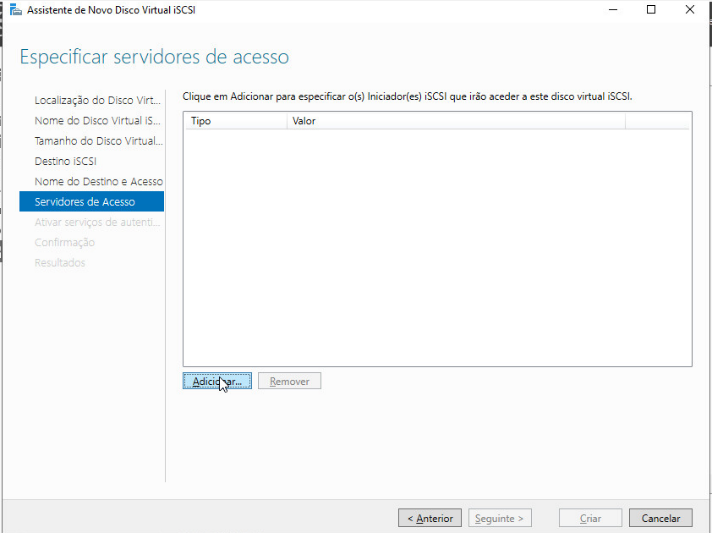 Assistente de Novo Disco Virtual iSCSI
Especificar servidores de acesso
Localização do Disco Virt...
Nome do Disco Virtual iS...
Tamanho do Disco Virtual...
Destino iSCSI
Nome do Destino e Acesso
Servidores de Acesso
Ativar serviços de autenti...
Confirmação
Resultados
Clique em Adicionar para especificar o(s) Iniciador(es) iSCSI que irão aceder a este disco virtual iSCSI.
Tipo Valor
Adicionar... Remover
< Anterior Seguinte > Criar Cancelar